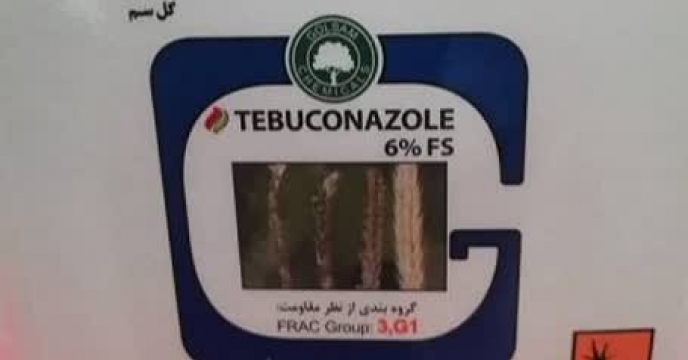 گل سم
GOLSAM
CHEMICALS
TEBUCONAZOLE
6% FS
گروه بندی از نظر مقاومت:
FRAC Group: 3,G1